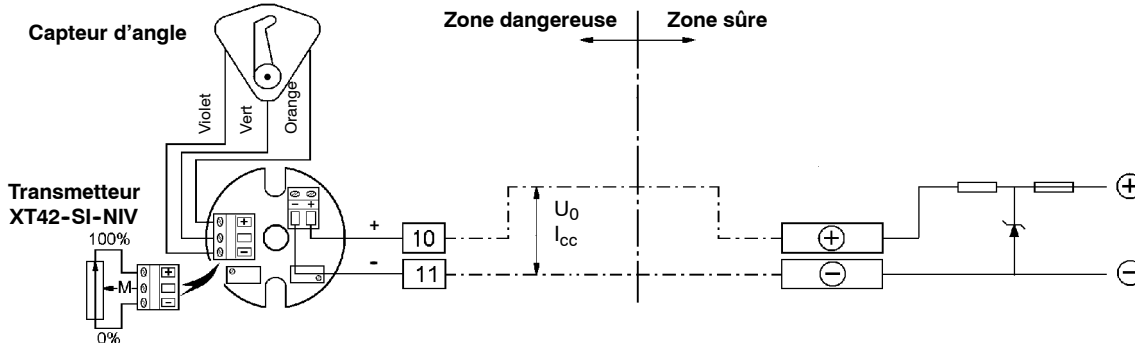 Zone dangereuse
Zone sûre
Capteur d'angle
Violet
Vert
Orange
Transmetteur
XT42-SI-NIV
100%
M
0%
+
−
− +
+
−
+
-
10
11
U0
Icc
+
−
+
−